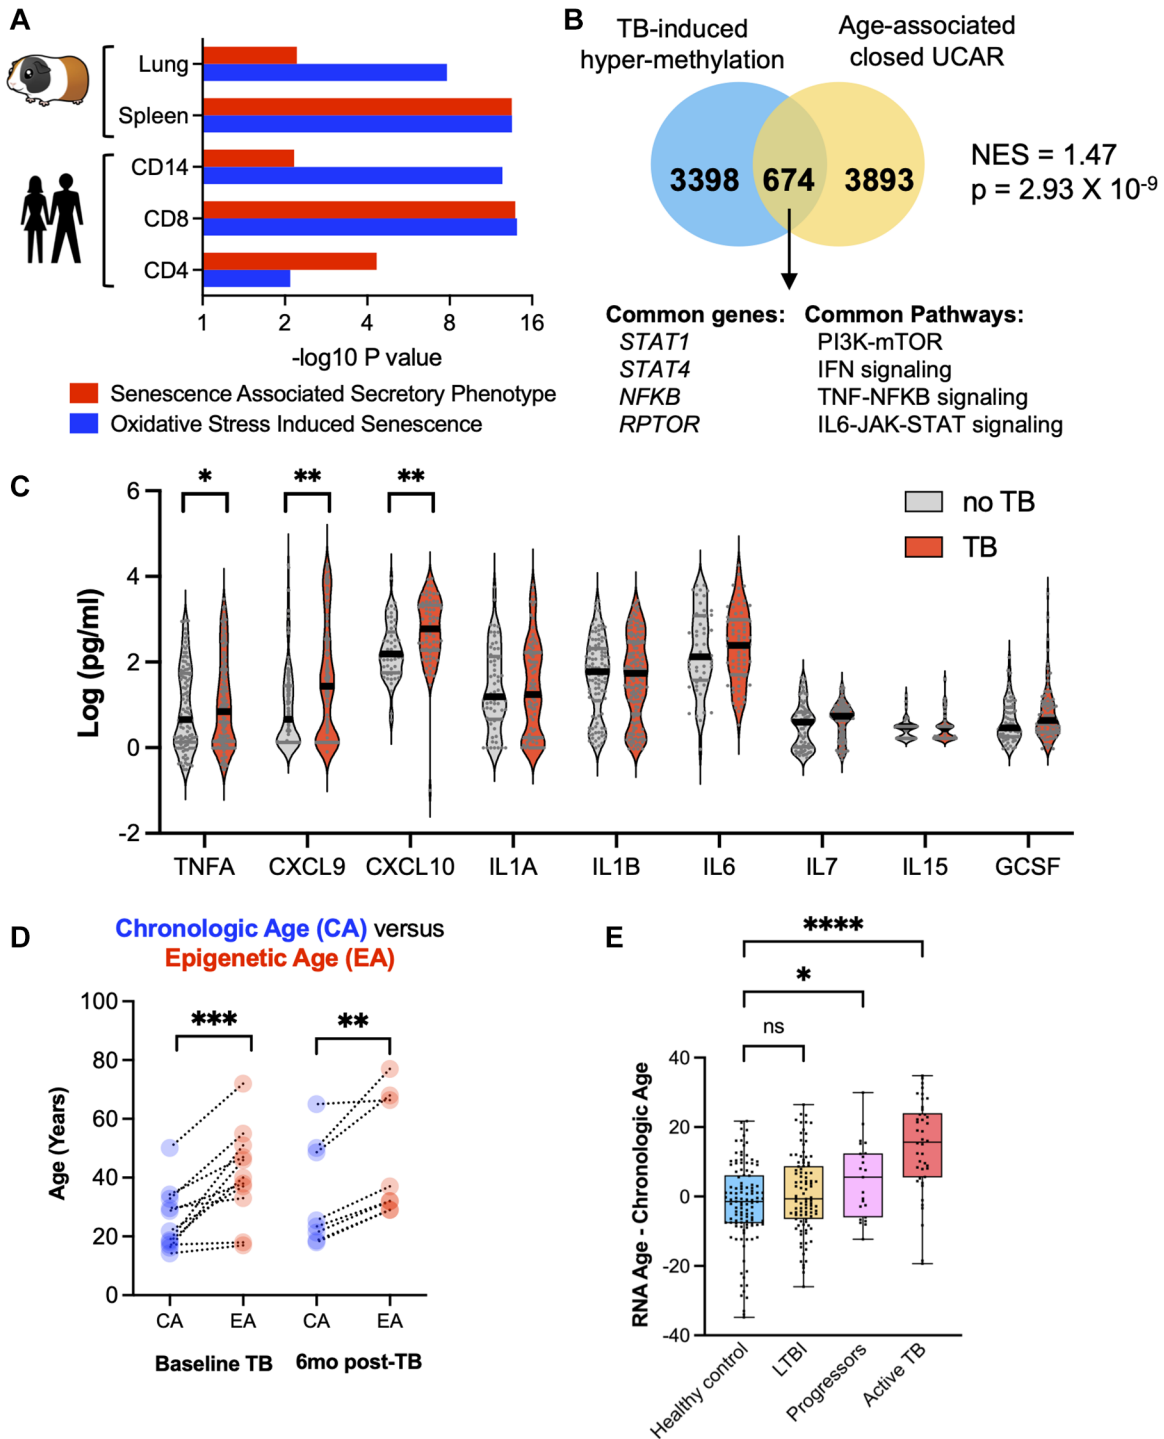 A
Lung
Spleen
CD14
CD8
CD4
1 2 4 8 16
-log10 P value
Senescence Associated Secretory Phenotype
Oxidative Stress Induced Senescence
B
TB-induced
hyper-methylation
Age-associated
closed UCAR
3398 674 3893
NES = 1.47
p = 2.93 X 10-9
Common genes: Common Pathways:
STAT1 PI3K-mTOR
STAT4 IFN signaling
NFKB TNF-NFKB signaling
RPTOR IL6-JAK-STAT signaling
C
Log (pg/ml)
6
4
2
0
-2
* ** **
no TB
TB
TNFA CXCL9 CXCL10 IL1A IL1B IL6 IL7 IL15 GCSF
D
Chronologic Age (CA) versus
Epigenetic Age (EA)
Age (Years)
100
80
60
40
20
0
*** **
CA EA CA EA
Baseline TB 6mo post-TB
E
****
*
ns
RNA Age - Chronologic Age
40
20
0
-20
-40
Healthy control
LTBI
Progressors
Active TB